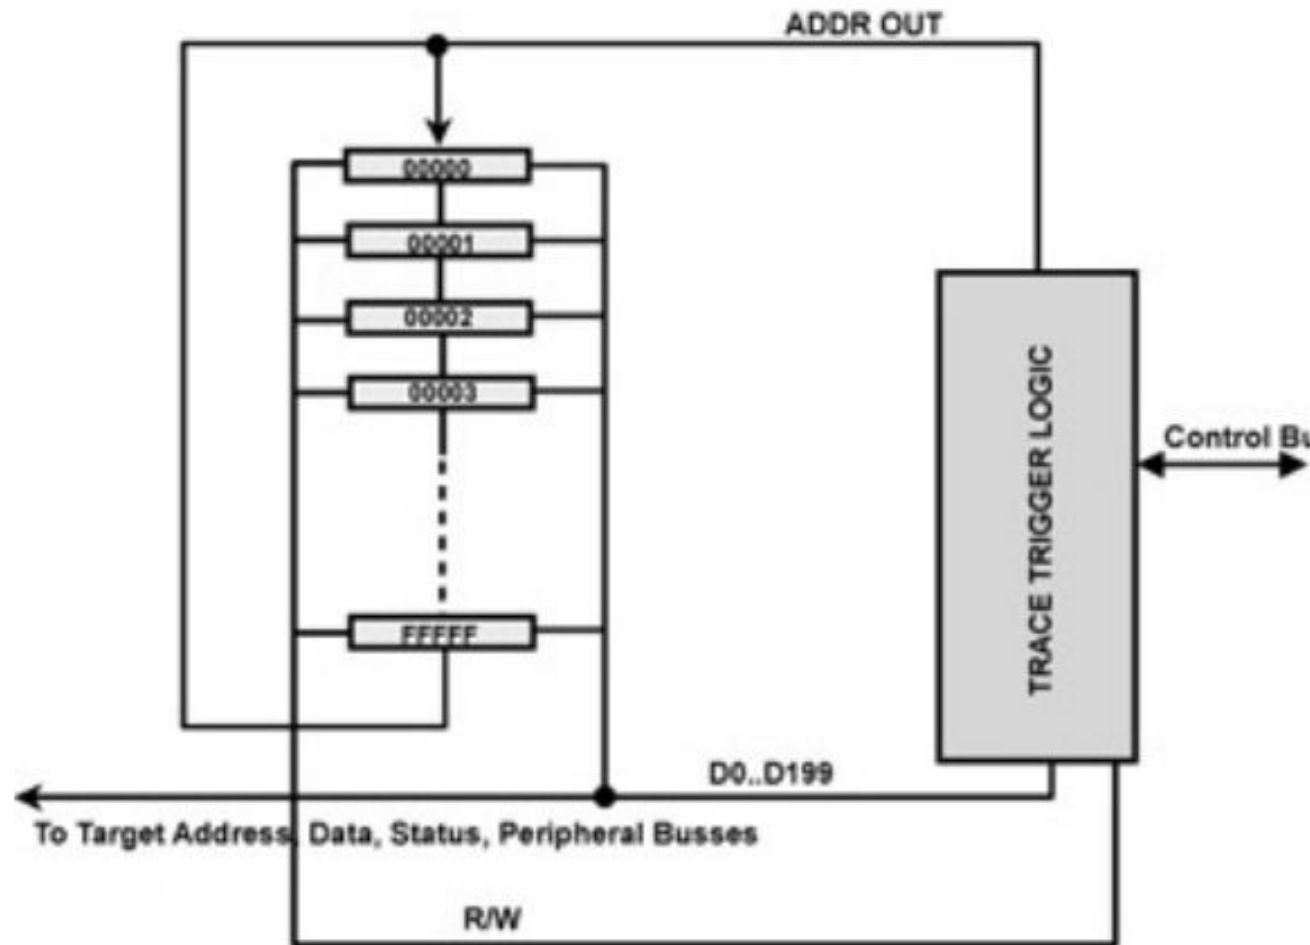 ADDR OUT
00000
00001
00002
00003
TRACE TRIGGER LOGIC
Control Bu
FFFFF
D0..D199
To Target Address, Data, Status, Peripheral Busses
R/W